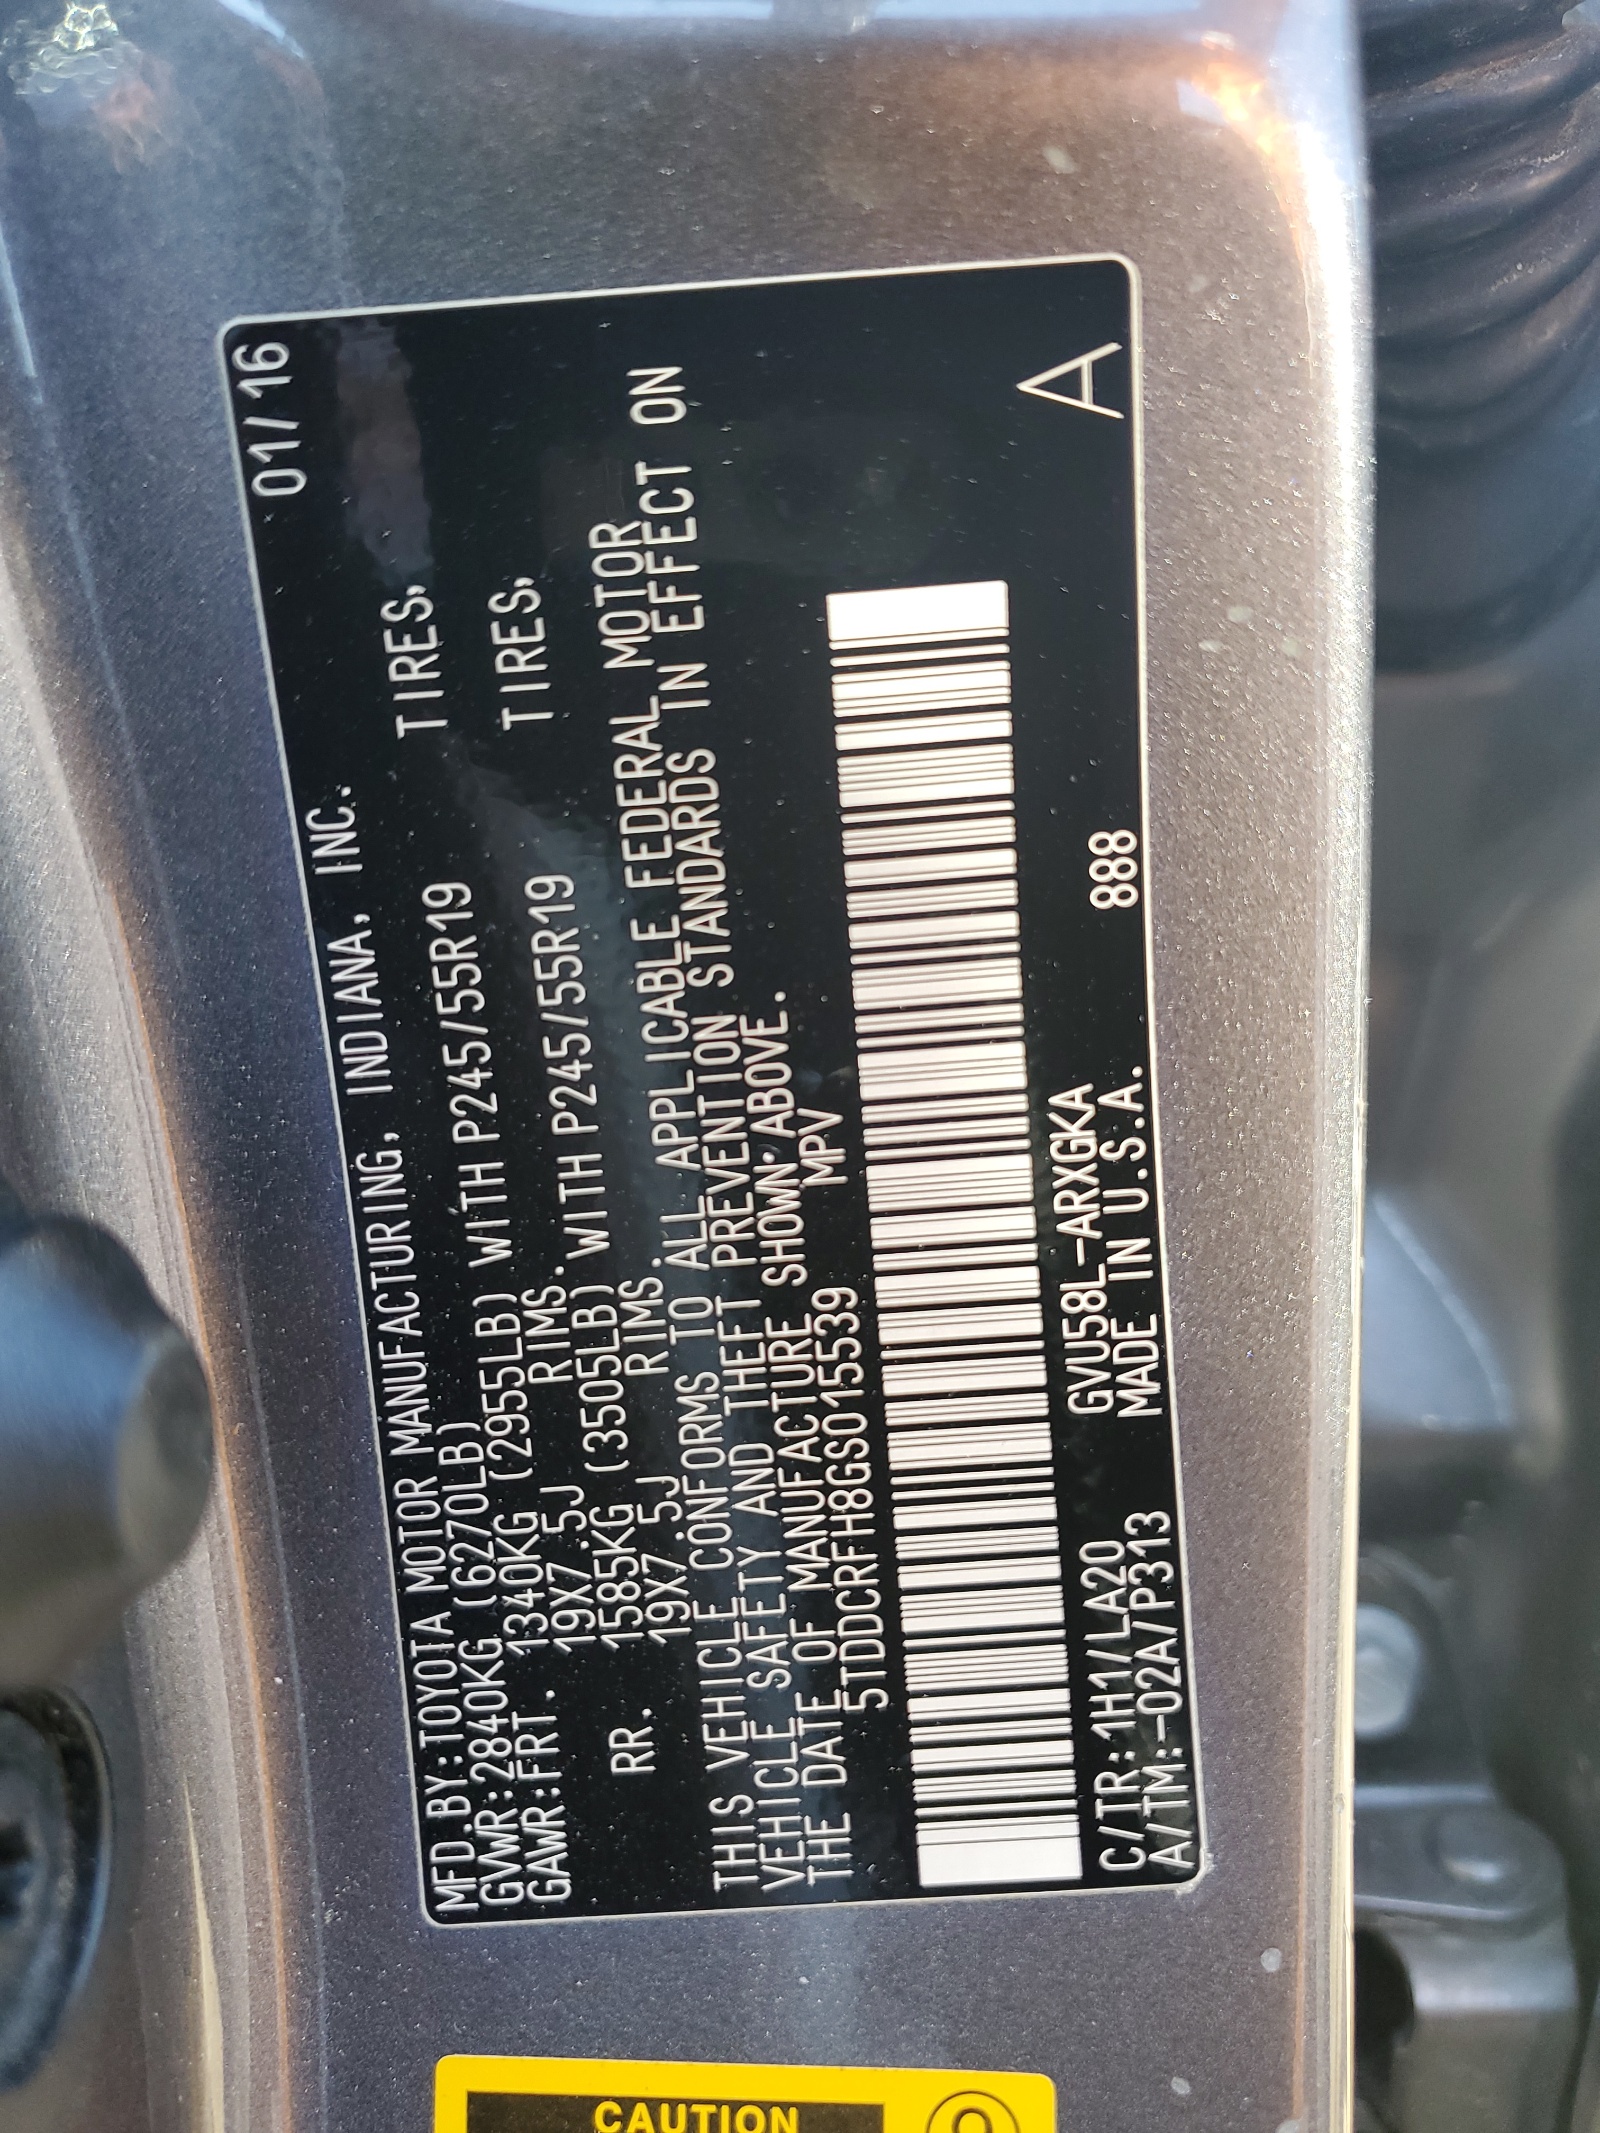 01/16
MFD.BY:TOYOTA MOTOR MANUFACTURING, INDIANA, INC.
GVWR:2840KG (6270LB)
GAWR:FRT. 1340KG (2955LB) WITH P245/55R19 TIRES,
19X7.5J RIMS.
RR. 1585KG (3505LB) WITH P245/55R19 TIRES,
19X7.5J RIMS.
THIS VEHICLE CONFORMS TO ALL APPLICABLE FEDERAL MOTOR
VEHICLE SAFETY AND THEFT PREVENTION STANDARDS IN EFFECT ON
THE DATE OF MANUFACTURE SHOWN ABOVE.
5TDDCRFH8GS015539 MPV
C/TR:1H1/LA20 GVU58L-ARXGKA
A/TM:-02A/P313 MADE IN U.S.A. 888
A
CAUTION